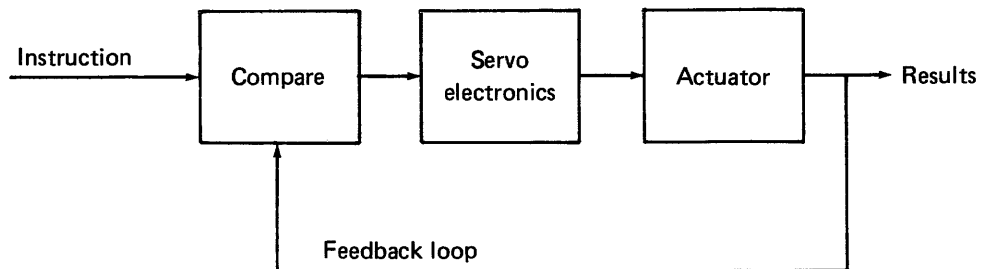 Instruction
Compare
Servo
electronics
Actuator
Results
Feedback loop